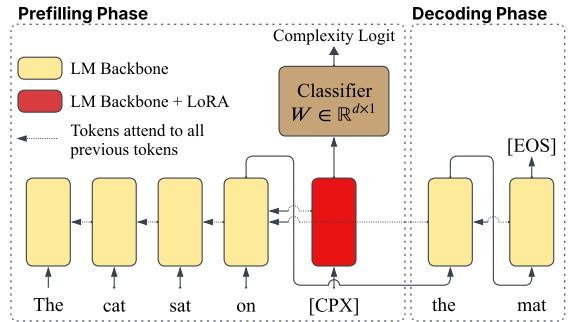 Prefilling Phase
Decoding Phase
Complexity Logit
LM Backbone
LM Backbone + LoRA
Tokens attend to all
previous tokens
Classifier
W ∈ ℝ^{d×1}
[EOS]
The cat sat on [CPX] the mat